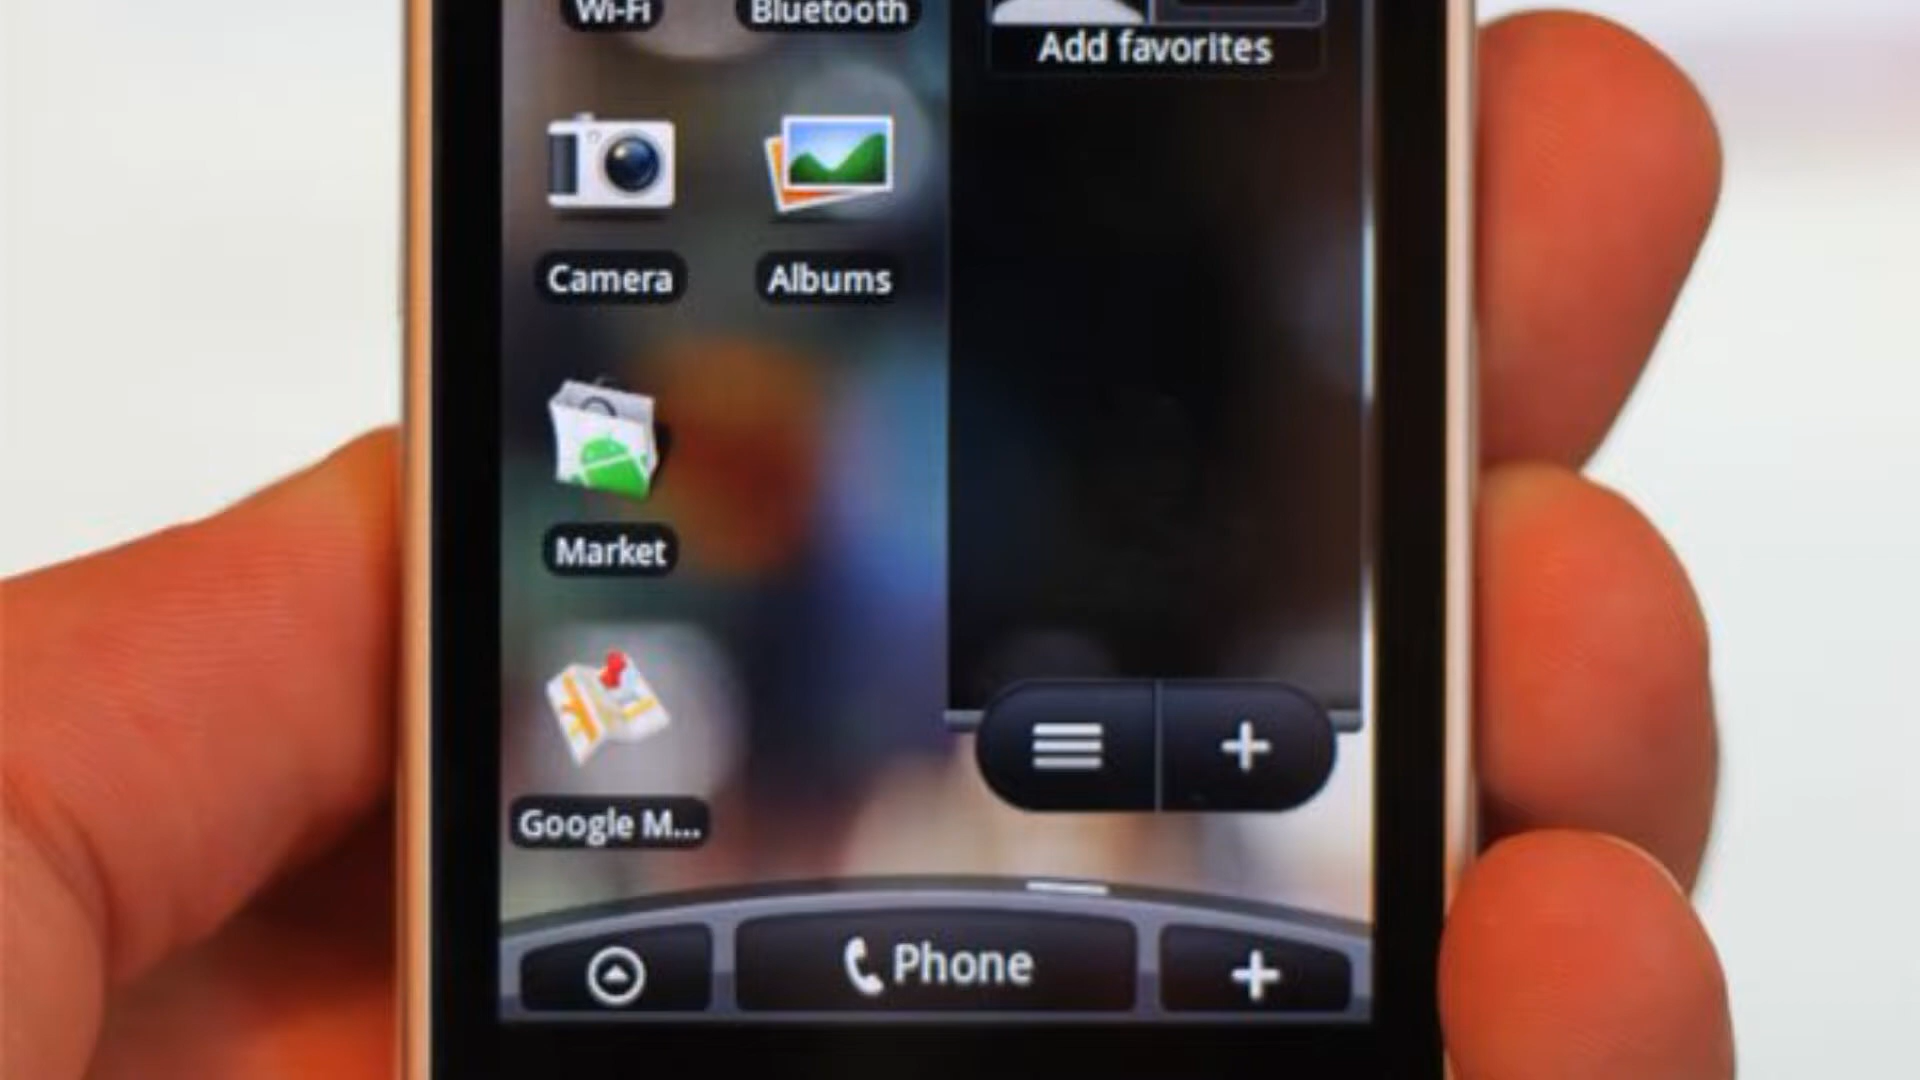 Wi-Fi
Bluetooth
Add favorites
Camera
Albums
Market
Google M...
Phone